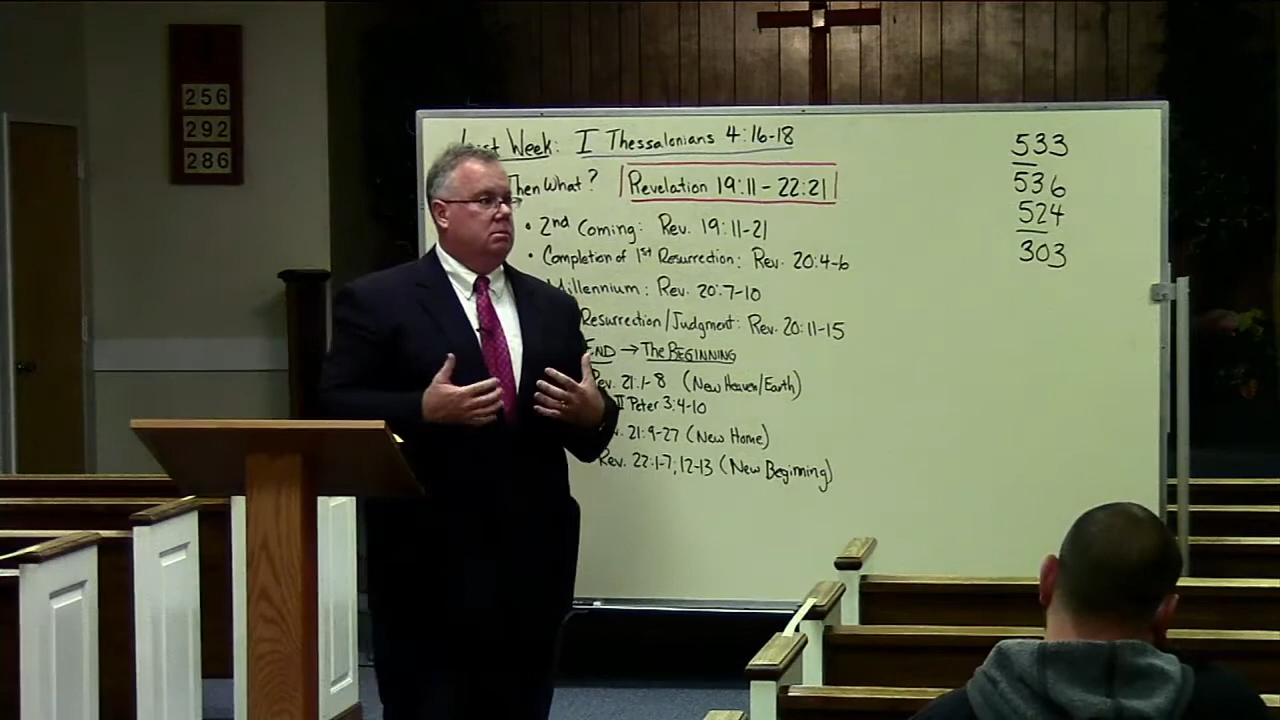 256
292
286
Week: I Thessalonians 4:16-18
Then What? Revelation 19:11 - 22:21
• 2nd Coming: Rev. 19:11-21
• Completion of 1st Resurrection: Rev. 20:4-6
Millennium: Rev. 20:7-10
Resurrection/Judgment: Rev. 20:11-15
END → The BEGINNING
Rev. 21:1-8 (New Heaven/Earth)
II Peter 3:4-10
21:9-27 (New Home)
Rev. 22:1-7; 12-13 (New Beginning)
533
536
524
303